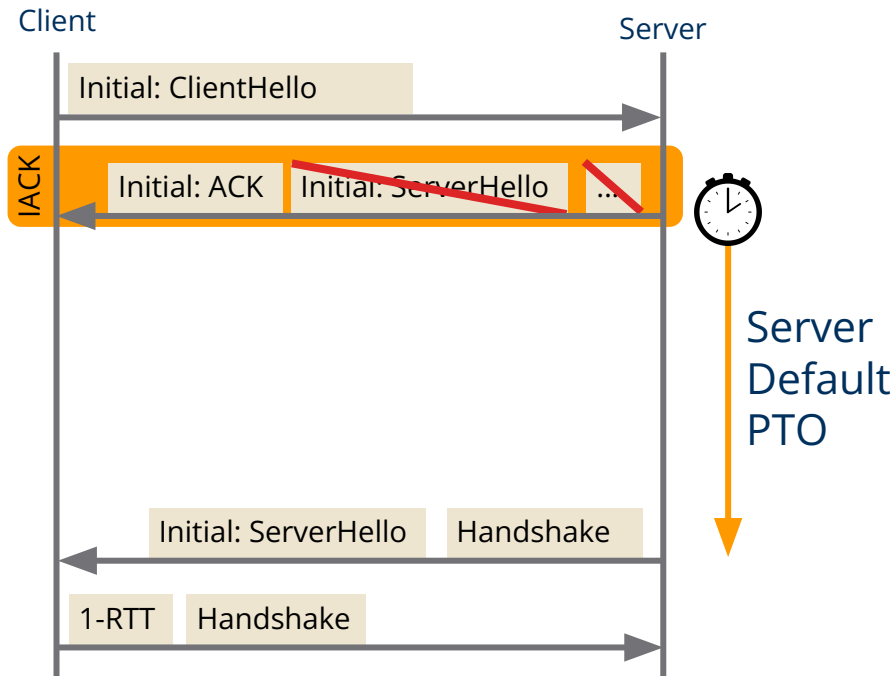 Client
Server
Initial: ClientHello
IACK
Initial: ACK
Initial: ServerHello
...
Server
Default
PTO
Initial: ServerHello
Handshake
1-RTT
Handshake